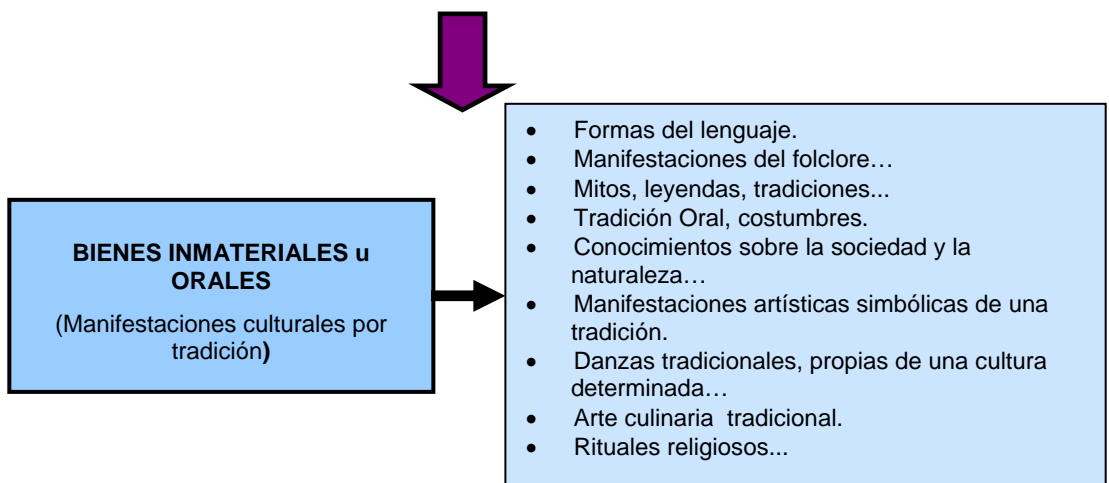 BIENES INMATERIALES u
ORALES
(Manifestaciones culturales por
tradición)
• Formas del lenguaje.
• Manifestaciones del folclore…
• Mitos, leyendas, tradiciones...
• Tradición Oral, costumbres.
• Conocimientos sobre la sociedad y la
naturaleza…
• Manifestaciones artísticas simbólicas de una
tradición.
• Danzas tradicionales, propias de una cultura
determinada…
• Arte culinaria tradicional.
• Rituales religiosos...